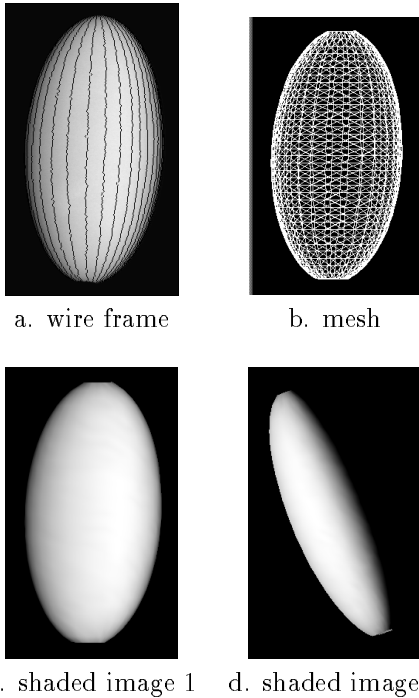 a. wire frame
b. mesh
. shaded image 1
d. shaded image